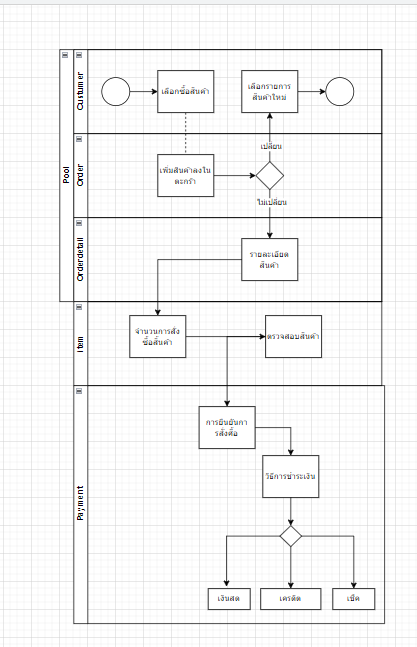 Pool
Custumer
เลือกซื้อสินค้า
เลือกรายการ
สินค้าใหม่
Order
เปลี่ยน
เพิ่มสินค้าลงใน
ตะกร้า
ไม่เปลี่ยน
Orderdetail
รายละเอียด
สินค้า
Item
จำนวนการสั่ง
ซื้อสินค้า
ตรวจสอบสินค้า
Payment
การยินยันกา
รสั่งคื่อ
วิธีการชำระเงิน
เงินสด
เครดิต
เช็ค